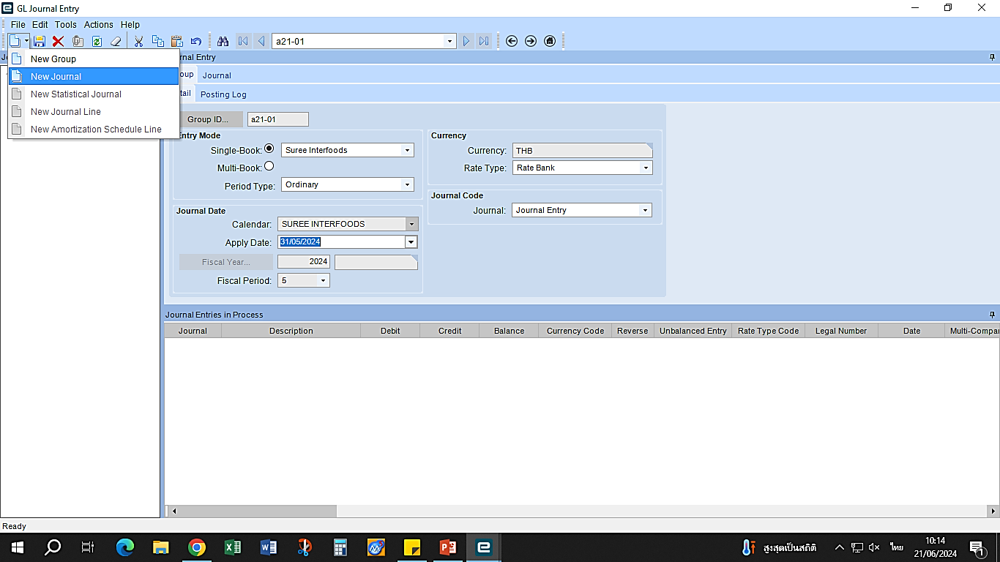 GL Journal Entry
File Edit Tools Actions Help
a21-01
New Group
New Journal
New Statistical Journal
New Journal Line
New Amortization Schedule Line
Entry
Journal
Posting Log
Group ID... a21-01
Entry Mode
Single-Book: Suree Interfoods
Multi-Book:
Period Type: Ordinary
Currency
Currency: THB
Rate Type: Rate Bank
Journal Code
Journal: Journal Entry
Journal Date
Calendar: SUREE INTERFOODS
Apply Date: 31/05/2024
Fiscal Year... 2024
Fiscal Period: 5
Journal Entries in Process
Journal Description Debit Credit Balance Currency Code Reverse Unbalanced Entry Rate Type Code Legal Number Date Multi-Compar
Ready
สูงสุดเป็นสถิติ
ไทย
10:14
21/06/2024
1